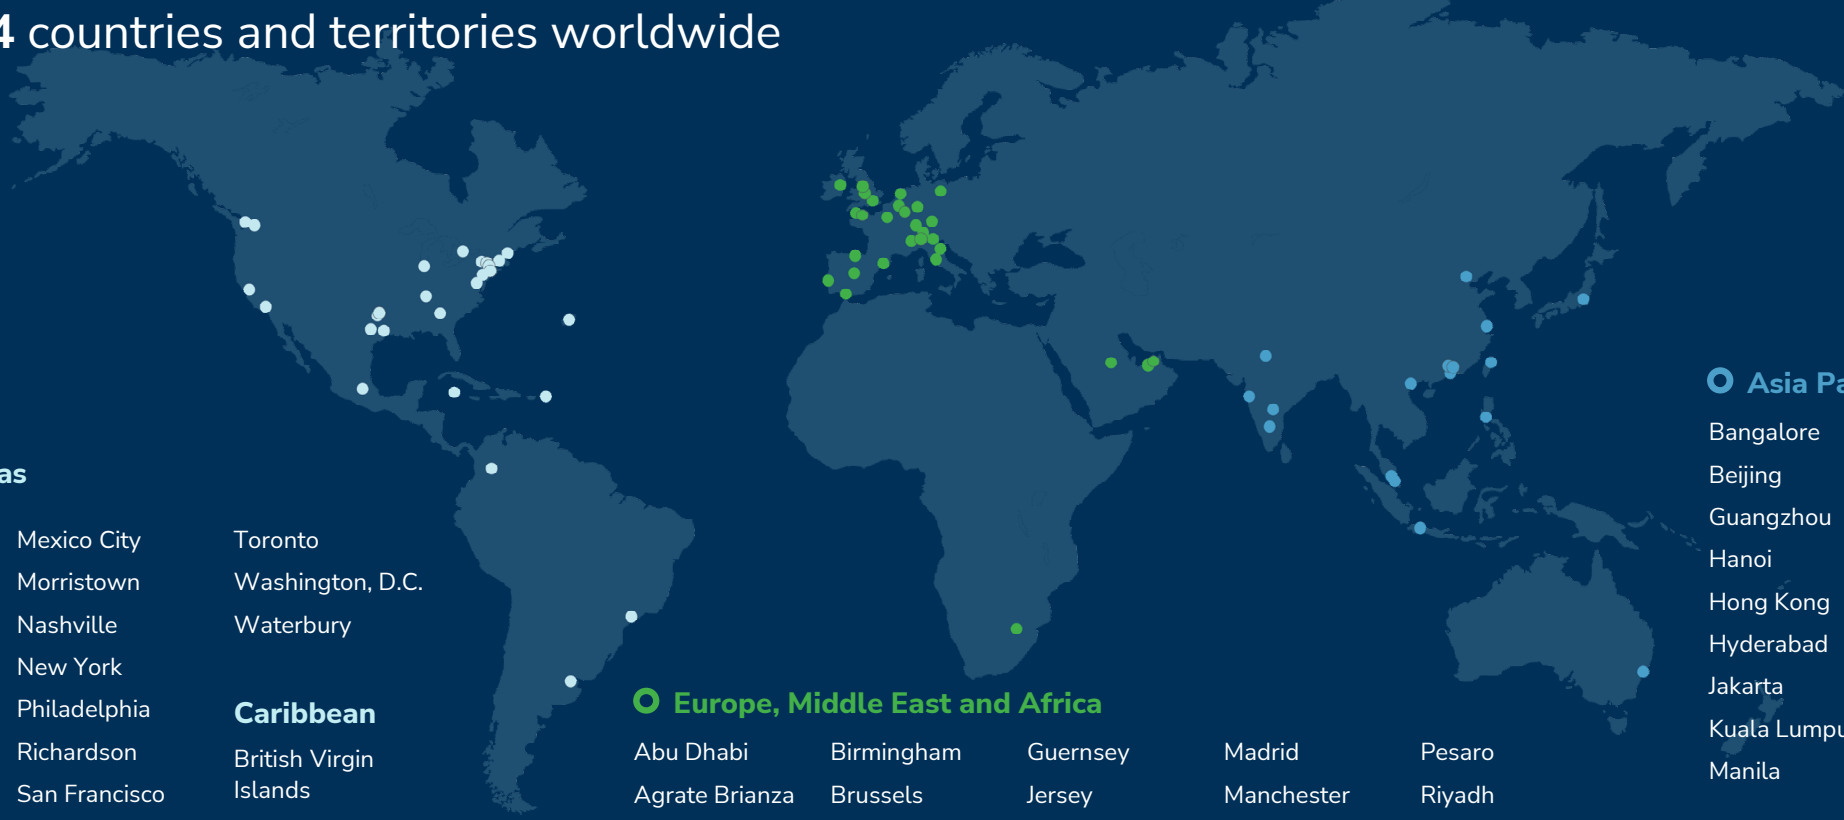 4 countries and territories worldwide
as
Mexico City
Morristown
Nashville
New York
Philadelphia
Richardson
San Francisco
Toronto
Washington, D.C.
Waterbury
Caribbean
British Virgin
Islands
Europe, Middle East and Africa
Abu Dhabi
Agrate Brianza
Birmingham
Brussels
Guernsey
Jersey
Madrid
Manchester
Pesaro
Riyadh
Asia Pa
Bangalore
Beijing
Guangzhou
Hanoi
Hong Kong
Hyderabad
Jakarta
Kuala Lumpu
Manila